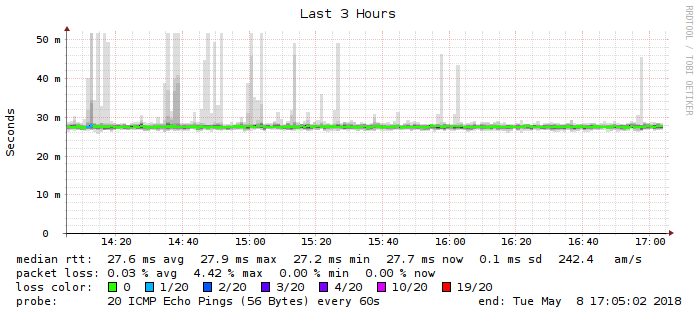 Last 3 Hours
RRDTOOL / TOBI OETIKER
Seconds
50 m
40 m
30 m
20 m
10 m
0
14:20 14:40 15:00 15:20 15:40 16:00 16:20 16:40 17:00
median rtt: 27.6 ms avg 27.9 ms max 27.2 ms min 27.7 ms now 0.1 ms sd 242.4 am/s
packet loss: 0.03 % avg 4.42 % max 0.00 % min 0.00 % now
loss color: 0 1/20 2/20 3/20 4/20 10/20 19/20
probe: 20 ICMP Echo Pings (56 Bytes) every 60s end: Tue May 8 17:05:02 2018